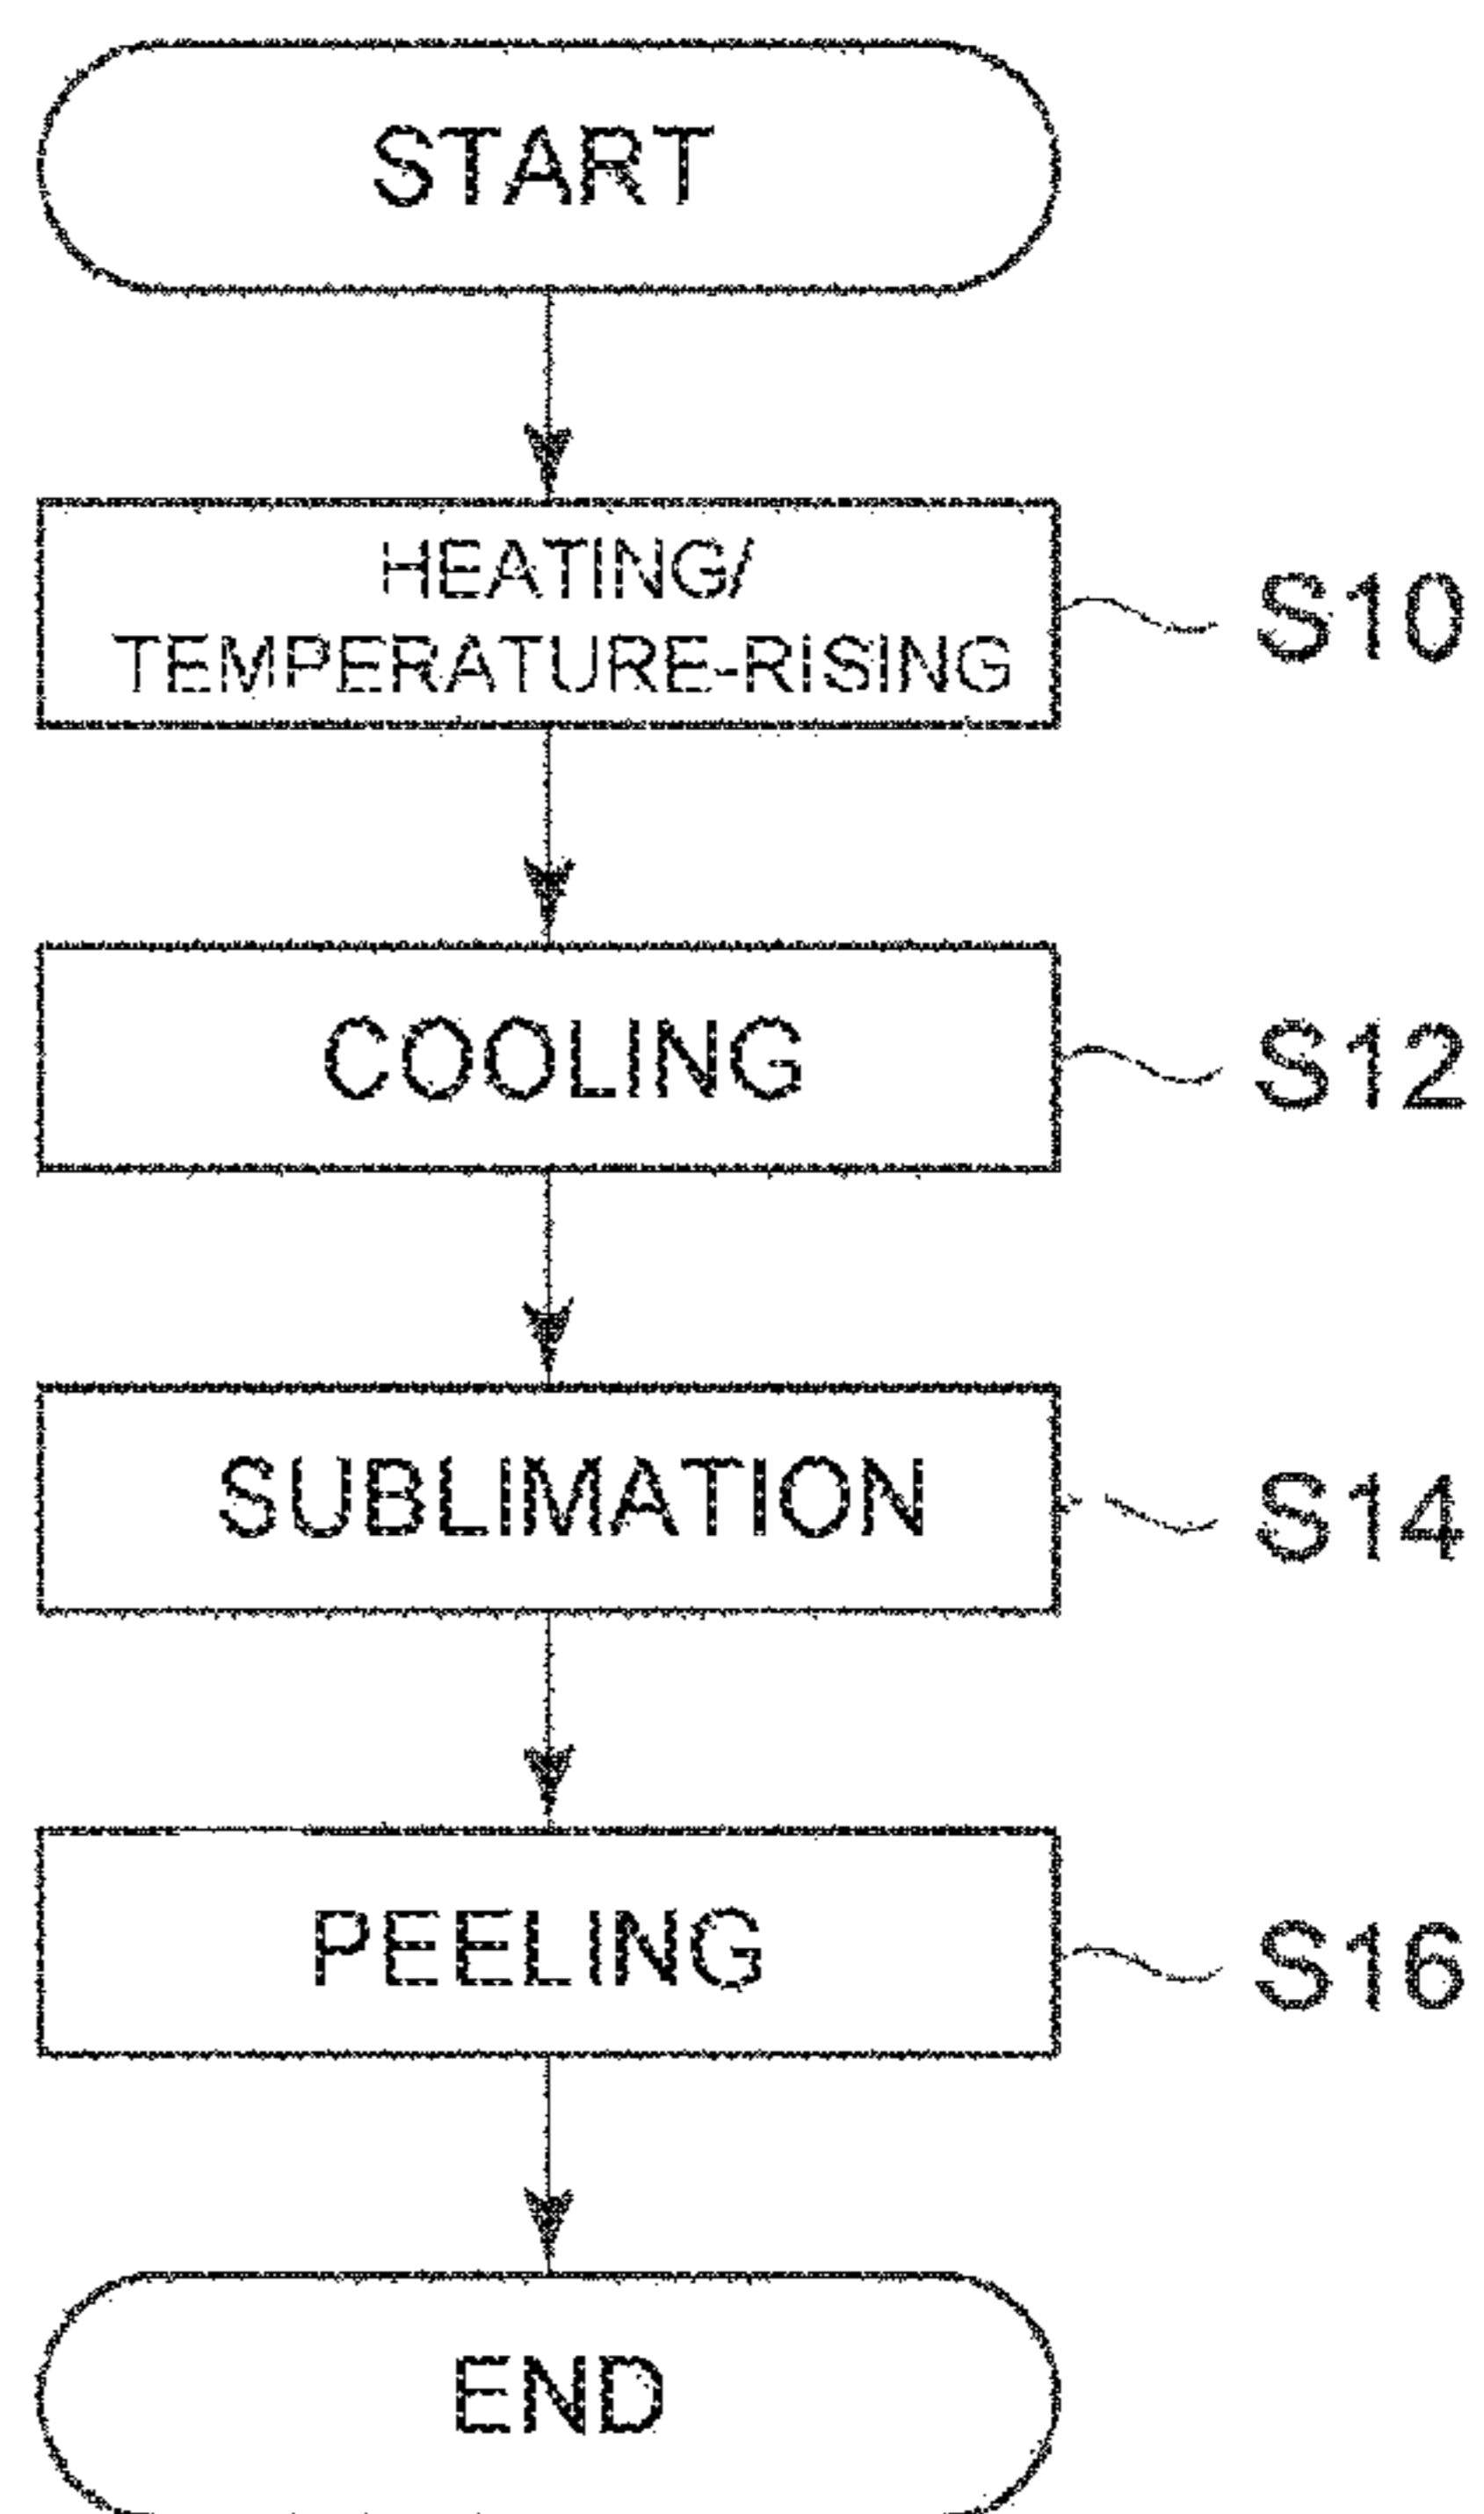 START
HEATING/
TEMPERATURE-RISING
S10
COOLING
S12
SUBLIMATION
S14
PEELING
S16
END